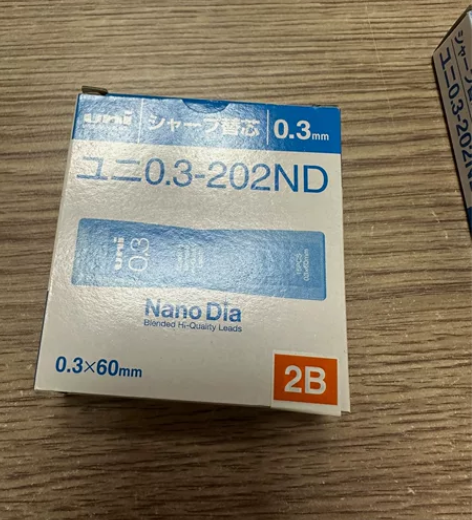 uni シャープ替芯 0.3mm
ユニ0.3-202ND
uni 0.3
Nano Dia
Blended Hi-Quality Leads
0.3×60mm
2B
ユニ0.3-202N